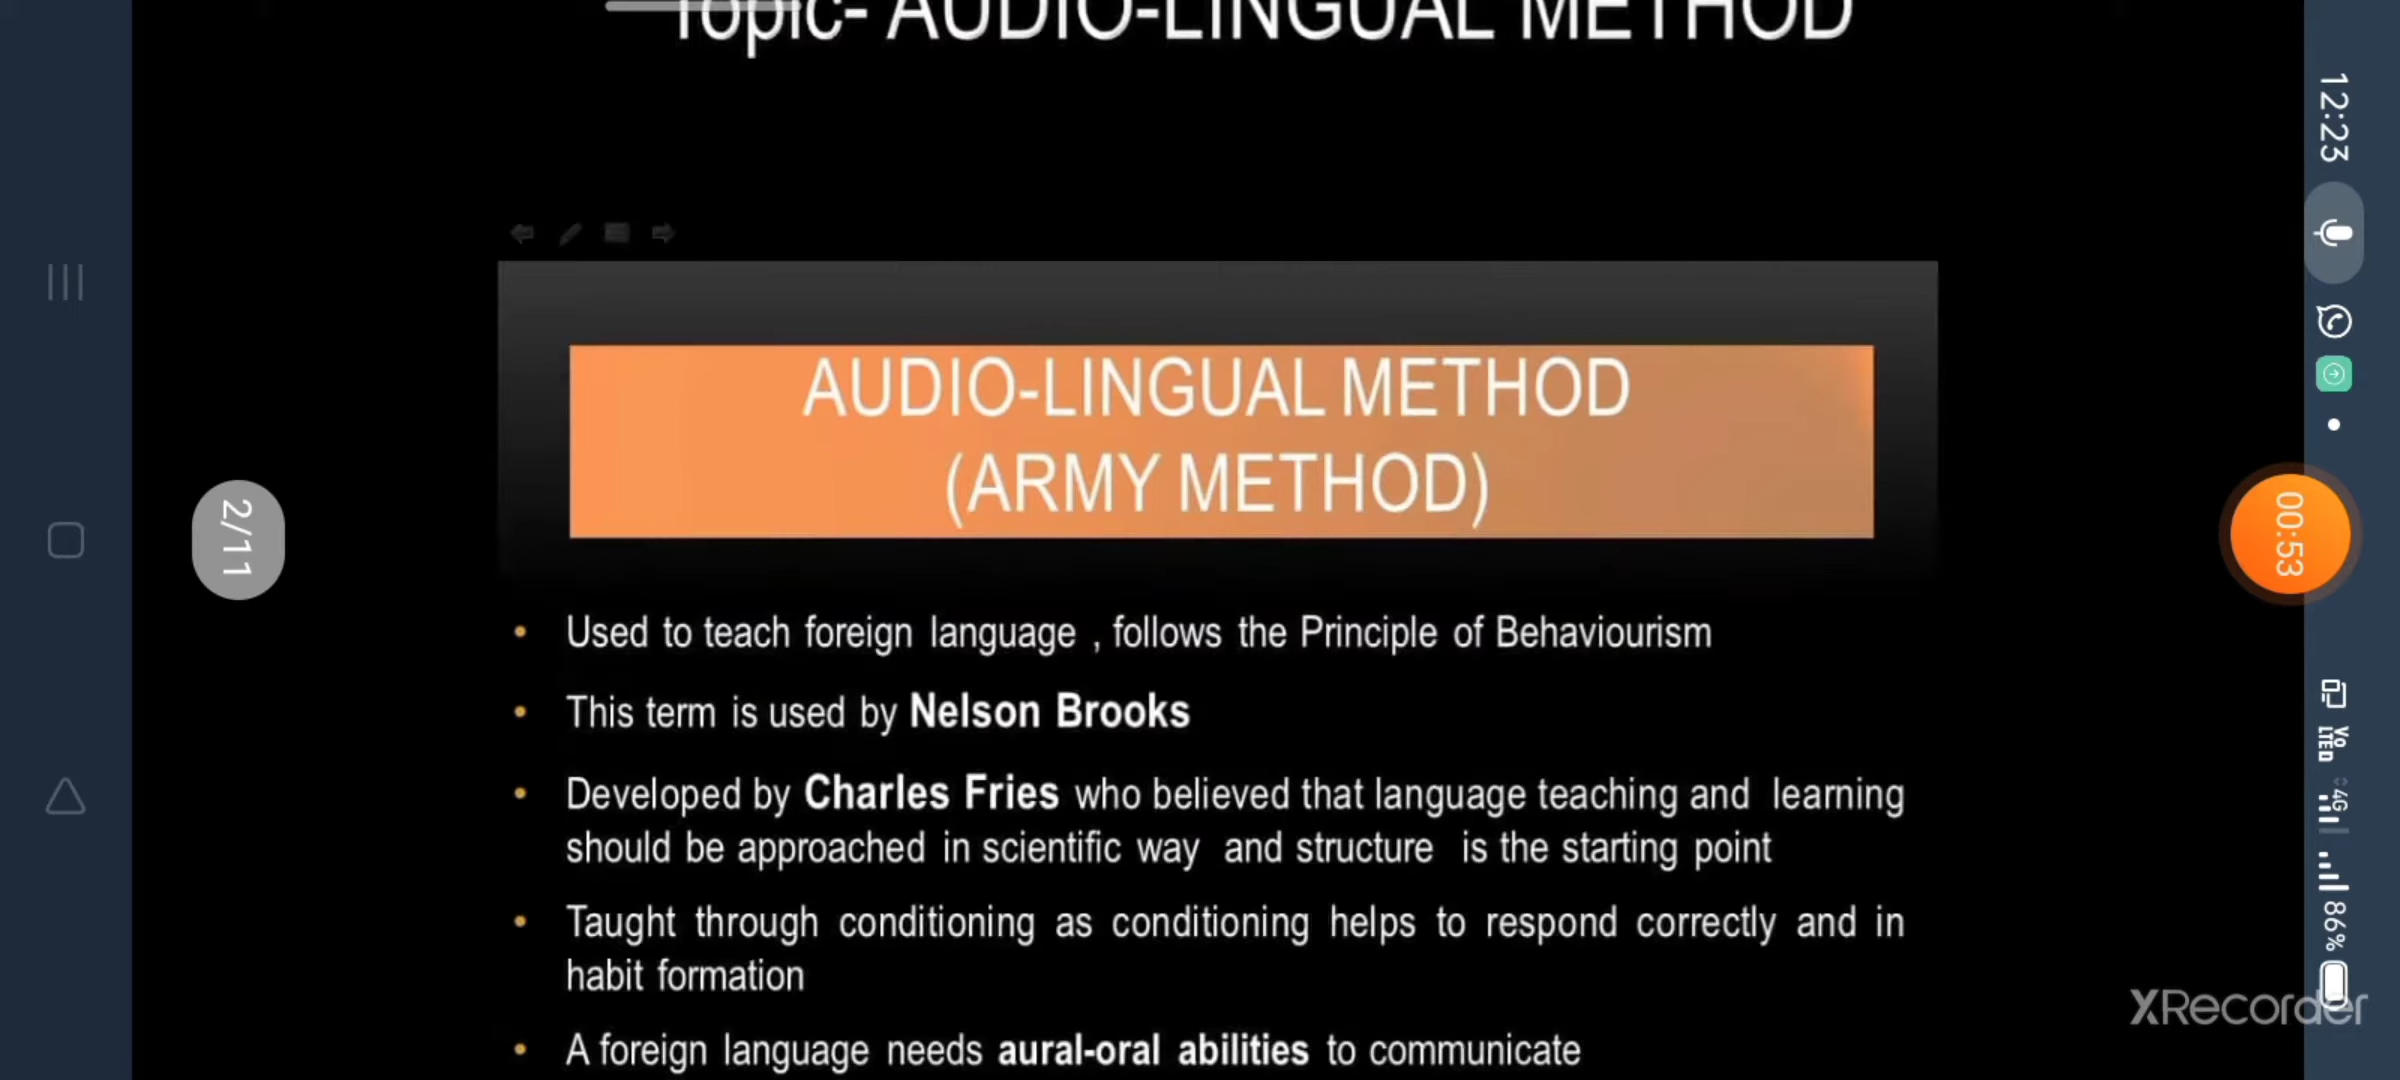 Topic- AUDIO-LINGUAL METHOD
AUDIO-LINGUAL METHOD
(ARMY METHOD)
• Used to teach foreign language , follows the Principle of Behaviourism
• This term is used by Nelson Brooks
• Developed by Charles Fries who believed that language teaching and learning
should be approached in scientific way and structure is the starting point
• Taught through conditioning as conditioning helps to respond correctly and in
habit formation
• A foreign language needs aural-oral abilities to communicate
2/11
12:23
00:53
Vo
LTED
4G
86%
XRecorder